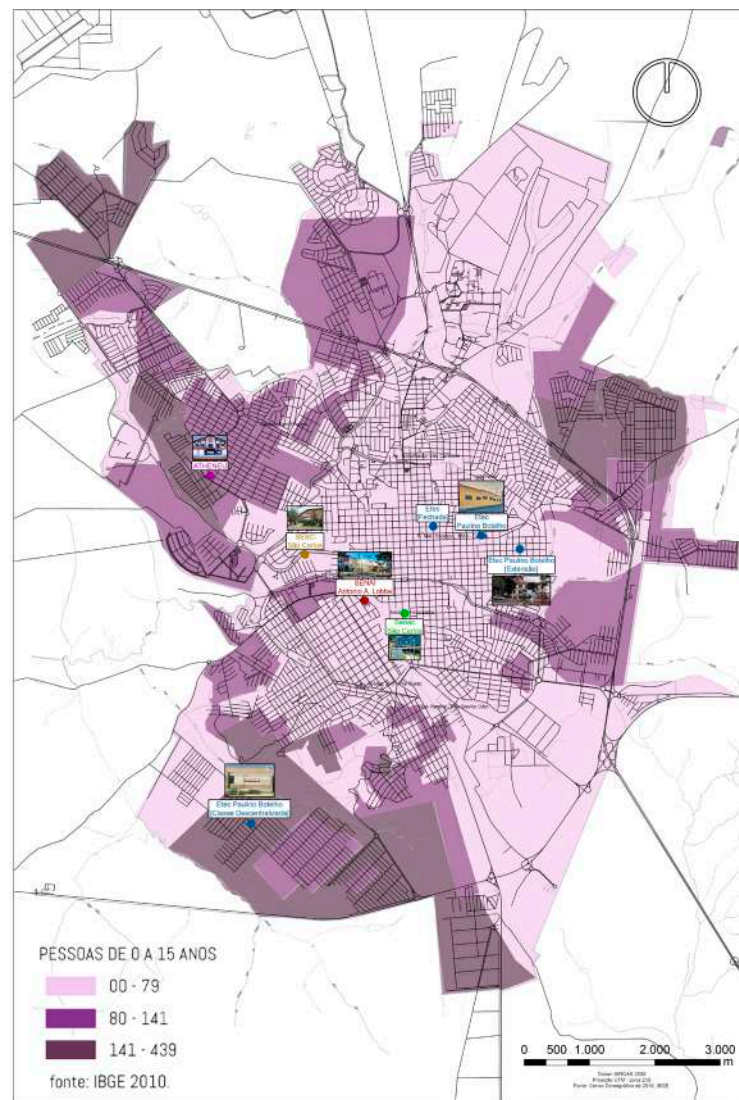 ATHENEU
SESC
São Carlos
Etec
(Fechada)
Etec
Paulino Botelho
Etec Paulino Botelho
(Extensão)
SENAI
Antonio A. Lobbe
Senac
São Carlos
Etec Paulino Botelho
(Classe Descentralizada)
PESSOAS DE 0 A 15 ANOS
00 - 79
80 - 141
141 - 439
fonte: IBGE 2010.
0 500 1.000 2.000 3.000
m